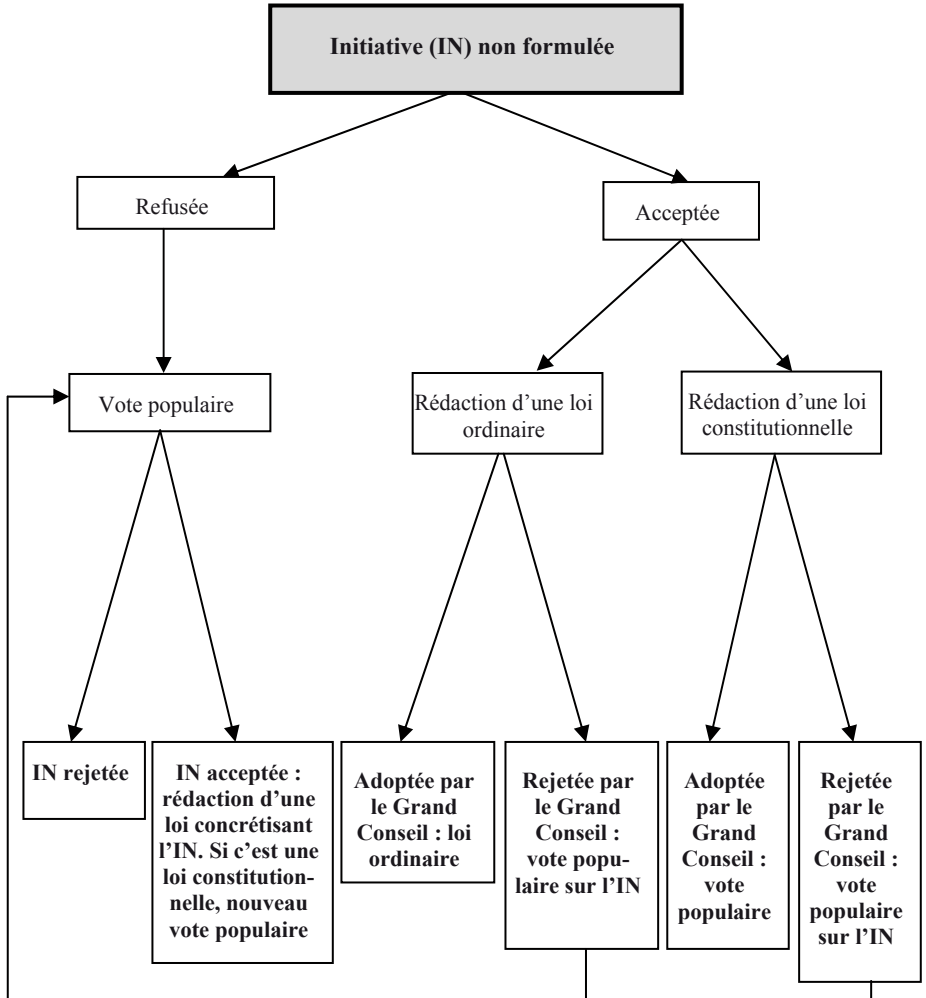 Initiative (IN) non formulée
Refusée
Acceptée
Vote populaire
Rédaction d’une loi
ordinaire
Rédaction d’une loi
constitutionnelle
IN rejetée
IN acceptée :
rédaction d’une
loi concrétisant
l’IN. Si c’est une
loi constitution-
nelle, nouveau
vote populaire
Adoptée par
le Grand
Conseil : loi
ordinaire
Rejetée par
le Grand
Conseil :
vote popu-
laire sur l’IN
Adoptée
par le
Grand
Conseil :
vote
populaire
Rejetée
par le
Grand
Conseil :
vote
populaire
sur l’IN